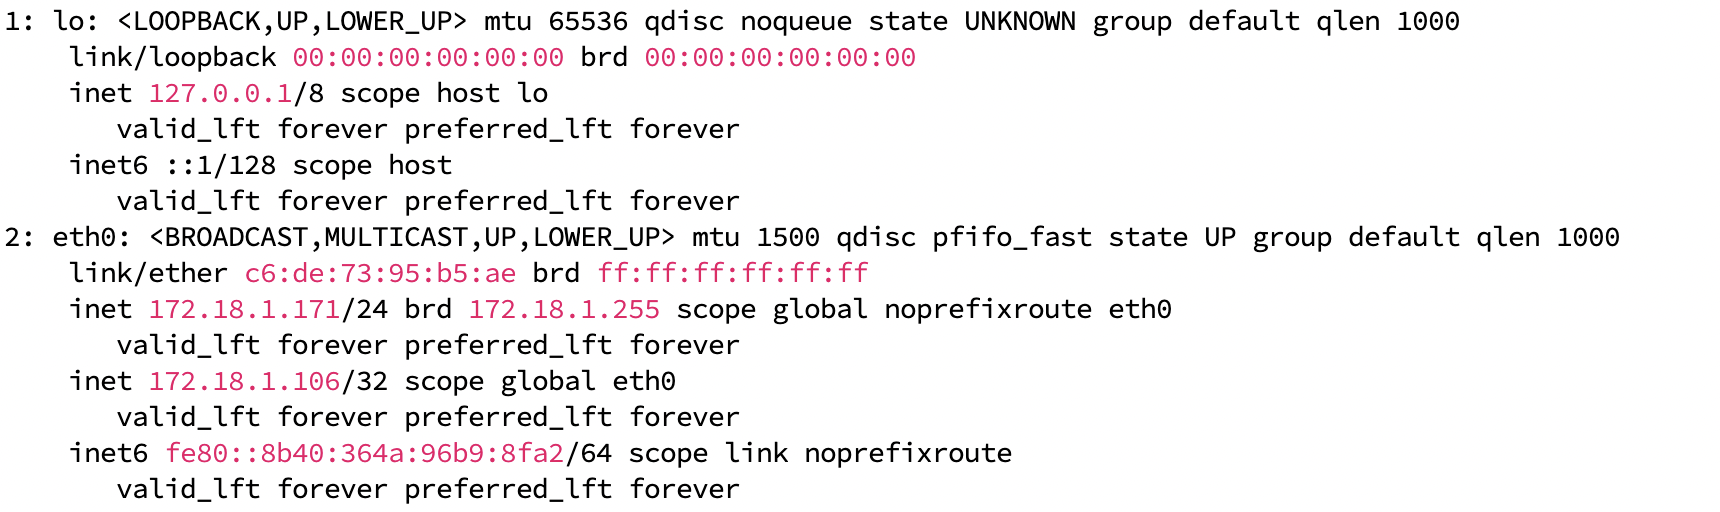 1: lo: <LOOPBACK,UP,LOWER_UP> mtu 65536 qdisc noqueue state UNKNOWN group default qlen 1000
    link/loopback 00:00:00:00:00:00 brd 00:00:00:00:00:00
    inet 127.0.0.1/8 scope host lo
       valid_lft forever preferred_lft forever
    inet6 ::1/128 scope host
       valid_lft forever preferred_lft forever
2: eth0: <BROADCAST,MULTICAST,UP,LOWER_UP> mtu 1500 qdisc pfifo_fast state UP group default qlen 1000
    link/ether c6:de:73:95:b5:ae brd ff:ff:ff:ff:ff:ff
    inet 172.18.1.171/24 brd 172.18.1.255 scope global noprefixroute eth0
       valid_lft forever preferred_lft forever
    inet 172.18.1.106/32 scope global eth0
       valid_lft forever preferred_lft forever
    inet6 fe80::8b40:364a:96b9:8fa2/64 scope link noprefixroute
       valid_lft forever preferred_lft forever